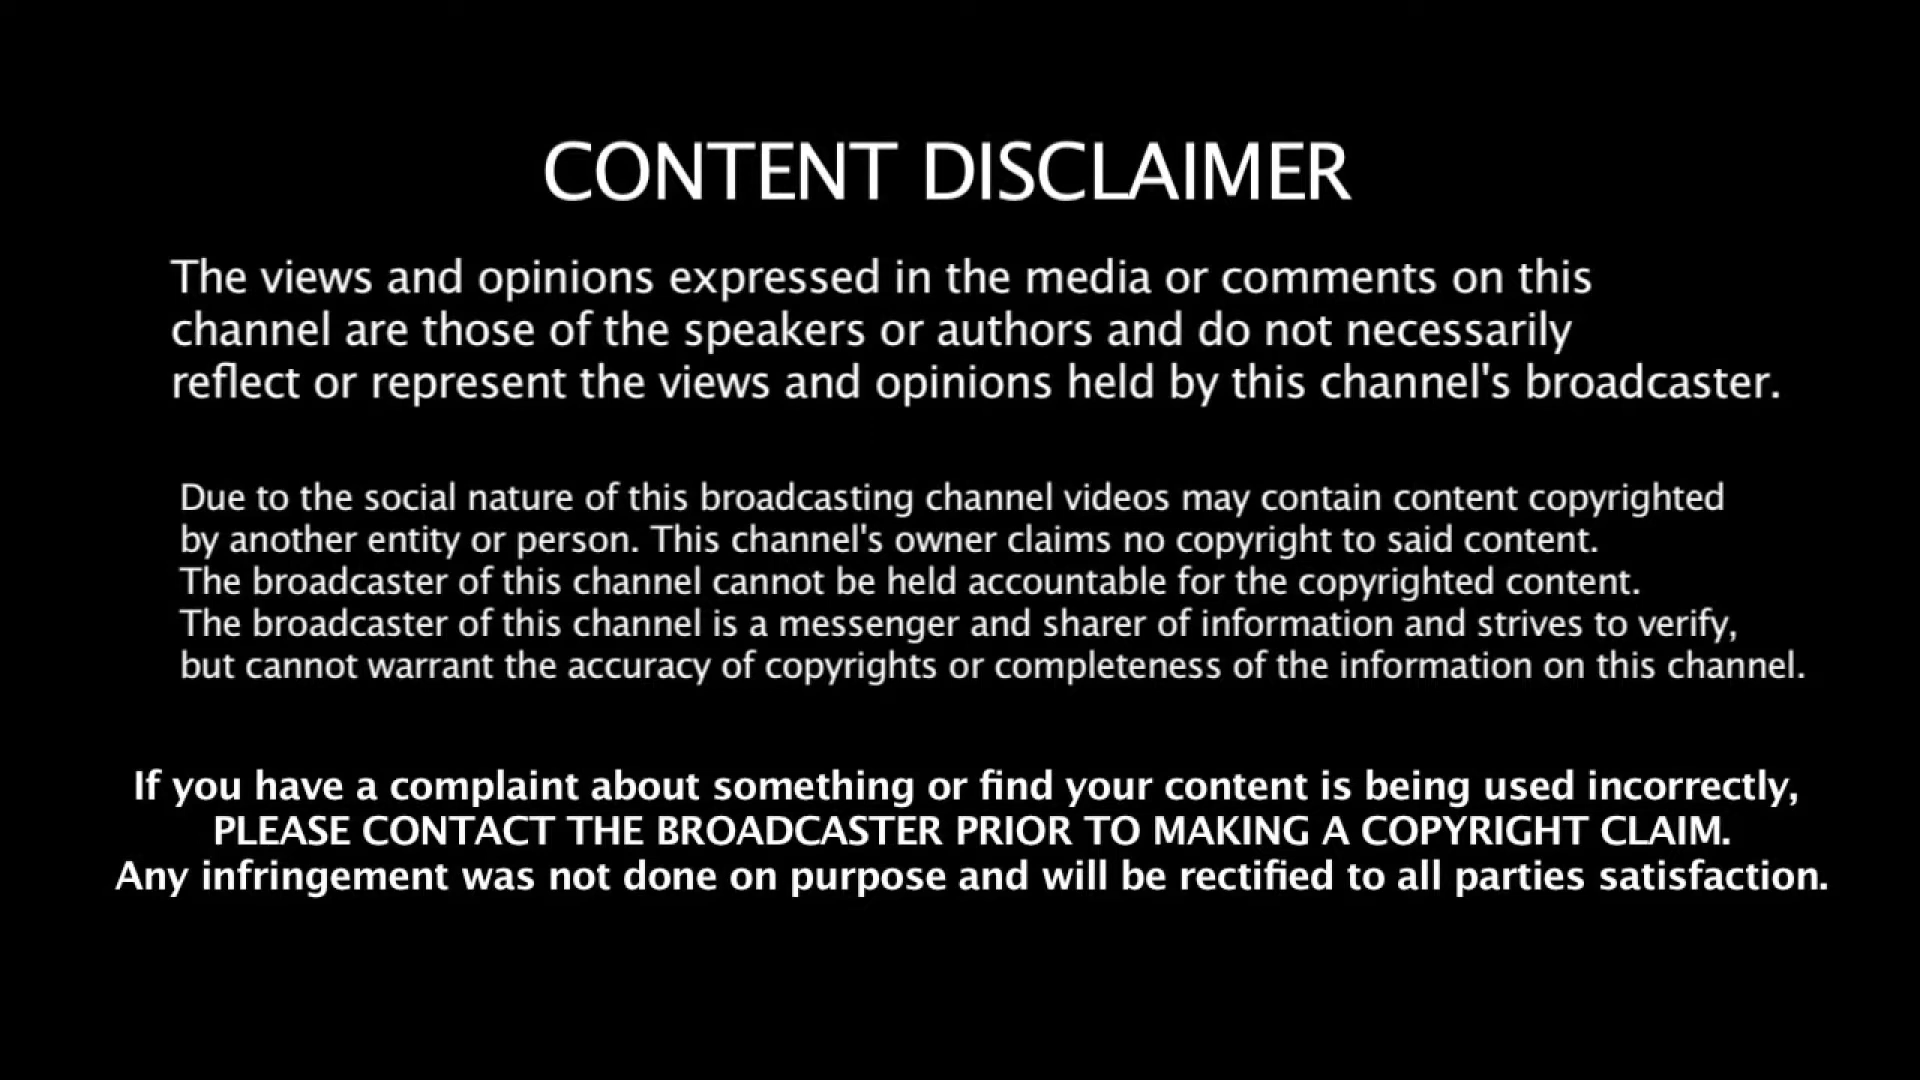 CONTENT DISCLAIMER
The views and opinions expressed in the media or comments on this
channel are those of the speakers or authors and do not necessarily
reflect or represent the views and opinions held by this channel's broadcaster.
Due to the social nature of this broadcasting channel videos may contain content copyrighted
by another entity or person. This channel's owner claims no copyright to said content.
The broadcaster of this channel cannot be held accountable for the copyrighted content.
The broadcaster of this channel is a messenger and sharer of information and strives to verify,
but cannot warrant the accuracy of copyrights or completeness of the information on this channel.
If you have a complaint about something or find your content is being used incorrectly,
PLEASE CONTACT THE BROADCASTER PRIOR TO MAKING A COPYRIGHT CLAIM.
Any infringement was not done on purpose and will be rectified to all parties satisfaction.